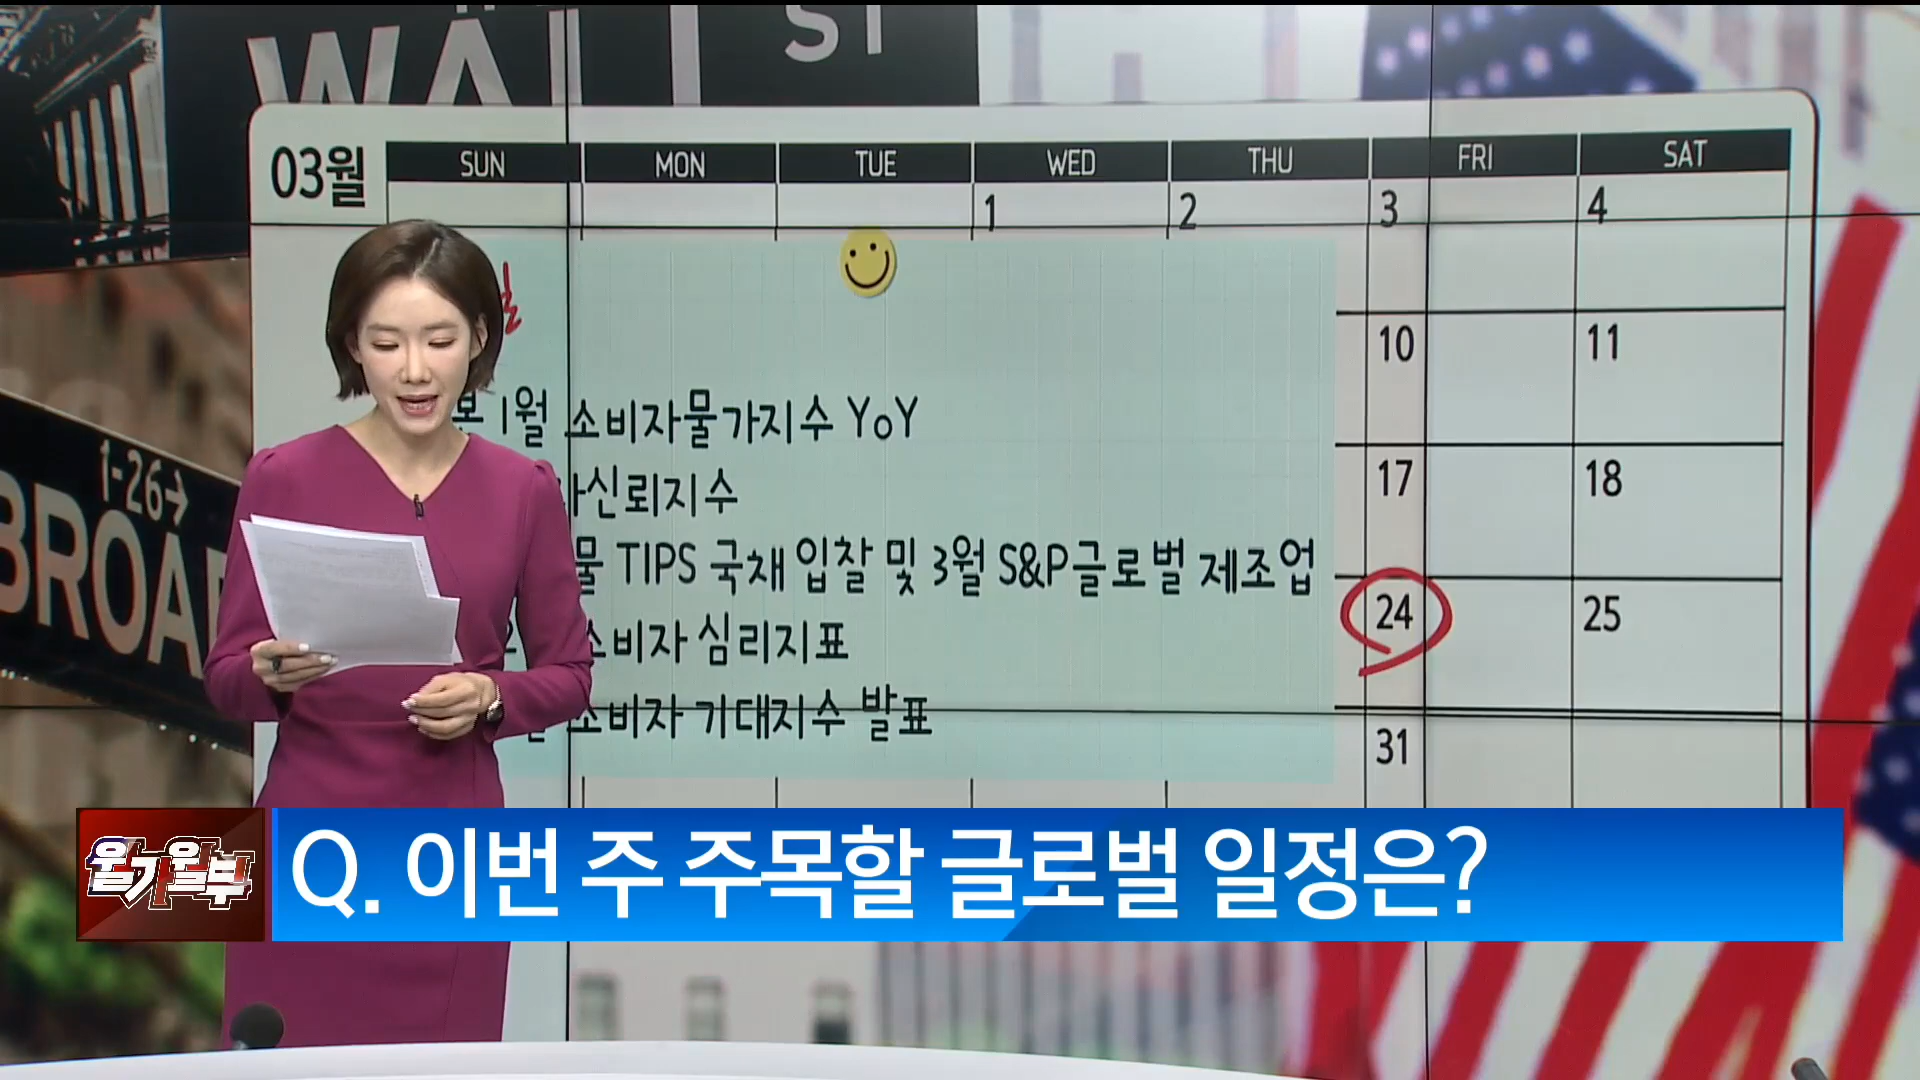 WALL ST
1-26→
BROA
03월
SUN MON TUE WED THU FRI SAT
1 2 3 4
10 11
17 18
24 25
31
1월 소비자물가지수 YoY
신뢰지수
TIPS 국채 입찰 및 3월 S&P글로벌 제조업
소비자 심리지표
소비자 기대지수 발표
월가월부
Q. 이번 주 주목할 글로벌 일정은?